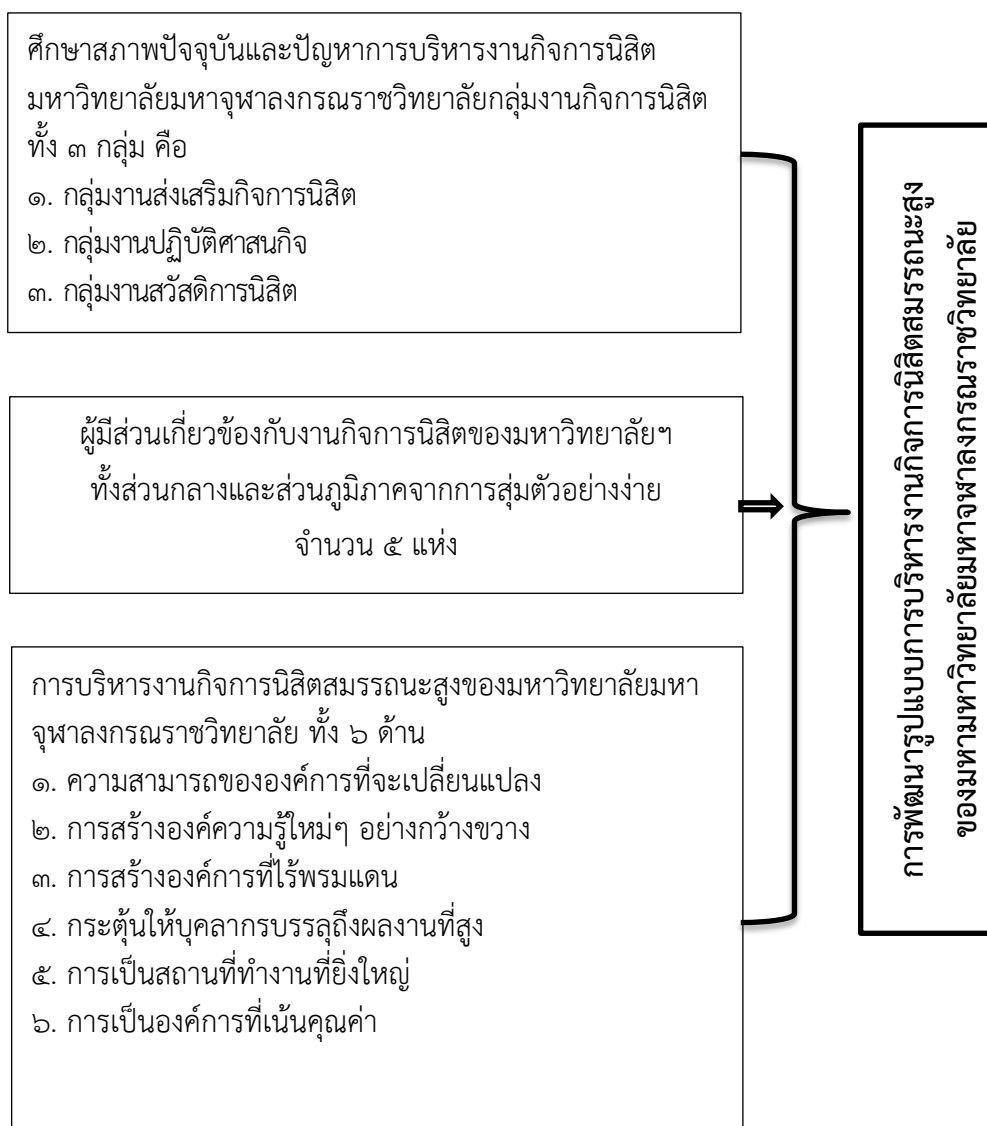 ศึกษาสภาพปัจจุบันและปัญหาการบริหารงานกิจการนิสิต
มหาวิทยาลัยมหาจุฬาลงกรณราชวิทยาลัยกลุ่มงานกิจการนิสิต
ทั้ง ๓ กลุ่ม คือ
๑. กลุ่มงานส่งเสริมกิจการนิสิต
๒. กลุ่มงานปฏิบัติศาสนกิจ
๓. กลุ่มงานสวัสดิการนิสิต
ผู้มีส่วนเกี่ยวข้องกับงานกิจการนิสิตของมหาวิทยาลัยฯ
ทั้งส่วนกลางและส่วนภูมิภาคจากการสุ่มตัวอย่างง่าย
จำนวน ๕ แห่ง
การบริหารงานกิจการนิสิตสมรรถนะสูงของมหาวิทยาลัยมหา
จุฬาลงกรณราชวิทยาลัย ทั้ง ๖ ด้าน
๑. ความสามารถขององค์การที่จะเปลี่ยนแปลง
๒. การสร้างองค์ความรู้ใหม่ๆ อย่างกว้างขวาง
๓. การสร้างองค์การที่ไร้พรมแดน
๔. กระตุ้นให้บุคลากรบรรลุถึงผลงานที่สูง
๕. การเป็นสถานที่ทำงานที่ยิ่งใหญ่
๖. การเป็นองค์การที่เน้นคุณค่า
การพัฒนารูปแบบการบริหารงานกิจการนิสิตสมรรถนะสูง
ของมหามหาวิทยาลัยมหาจุฬาลงกรณราชวิทยาลัย